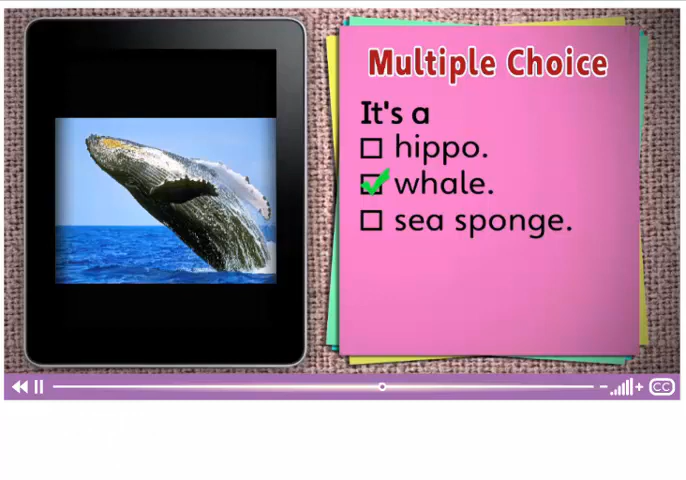 Multiple Choice
It's a
hippo.
whale.
sea sponge.
CC